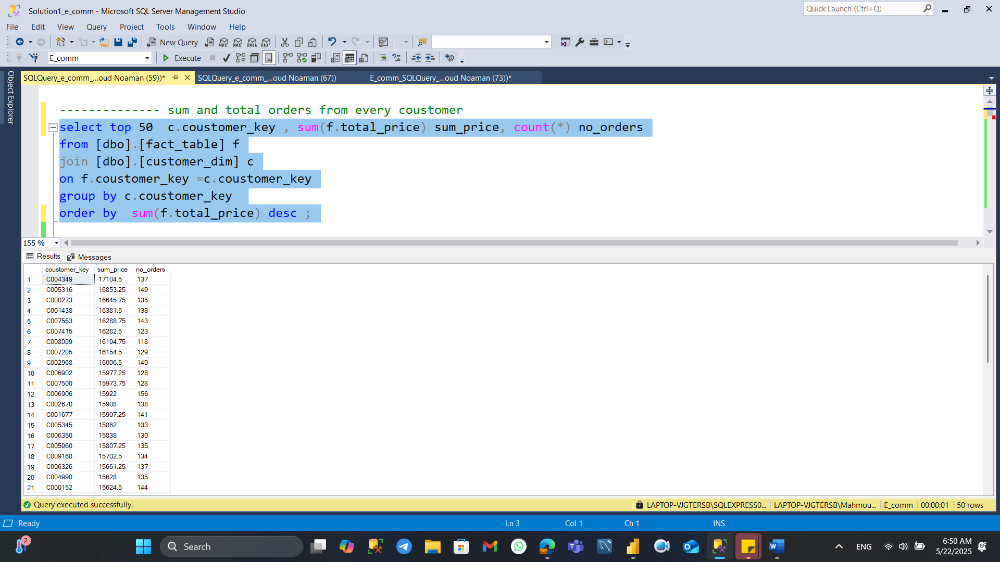 Solution1_e_comm - Microsoft SQL Server Management Studio
Quick Launch (Ctrl+Q)
File Edit View Query Project Tools Window Help
New Query MDX DMX XMLA DAX
E_comm Execute
Object Explorer
SQLQuery_e_comm_...oud Noaman (59))* SQLQuery_e_comm_...oud Noaman (67)) E_comm_SQLQuery_...oud Noaman (73))*
-------------- sum and total orders from every coustomer
select top 50  c.coustomer_key , sum(f.total_price) sum_price, count(*) no_orders
from [dbo].[fact_table] f
join [dbo].[customer_dim] c
on f.coustomer_key =c.coustomer_key
group by c.coustomer_key
order by  sum(f.total_price) desc ;
155 %
Results Messages
coustomer_key sum_price no_orders
1 C004349 17104.5 137
2 C005316 16853.25 149
3 C000273 16645.75 135
4 C001438 16381.5 138
5 C007553 16288.75 143
6 C007415 16282.5 123
7 C008009 16194.75 118
8 C007205 16154.5 129
9 C002968 16006.5 140
10 C006902 15977.25 128
11 C007500 15973.75 128
12 C006906 15922 156
13 C002670 15908 138
14 C001677 15907.25 141
15 C005345 15862 133
16 C006350 15838 130
17 C005960 15807.25 135
18 C009168 15702.5 134
19 C006326 15661.25 137
20 C004990 15628 135
21 C000152 15624.5 144
Query executed successfully. LAPTOP-VJGTERSB\SQLEXPRESS0... LAPTOP-VJGTERSB\Mahmou... E_comm 00:00:01 50 rows
Ready Ln 3 Col 1 Ch 1 INS
2 Search ENG 6:50 AM
5/22/2025